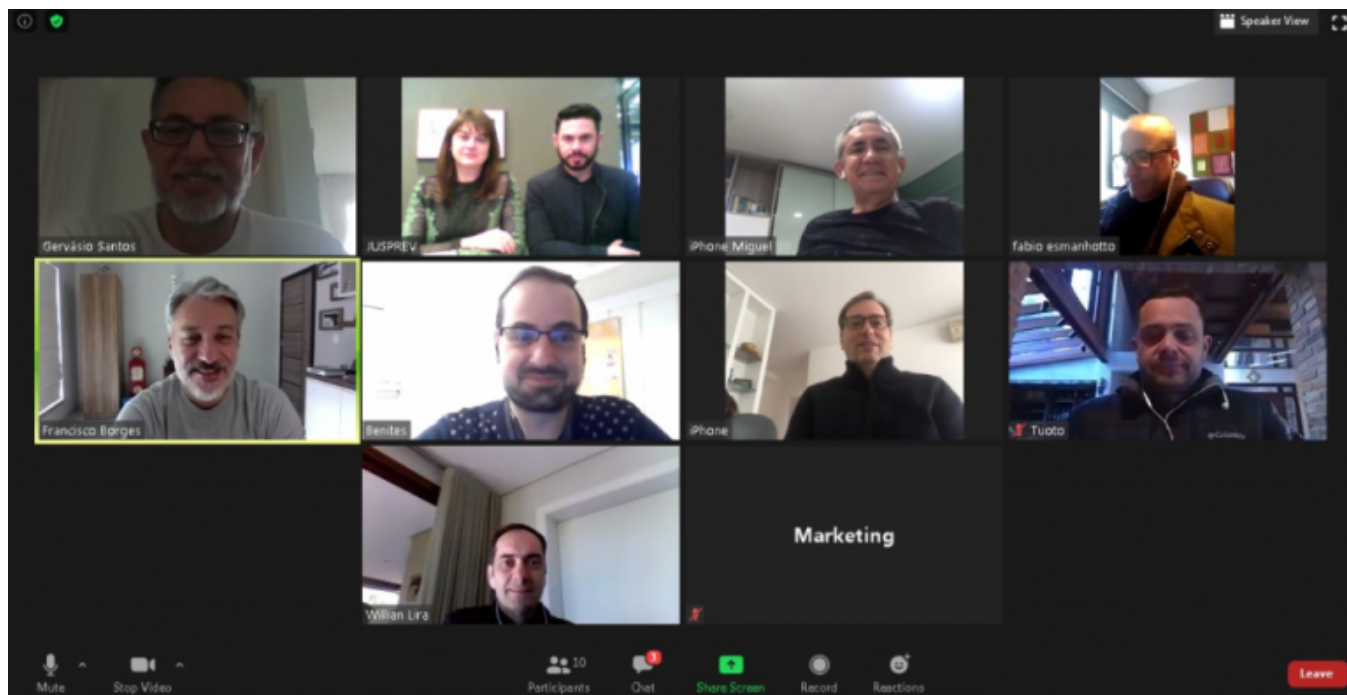 Speaker View
Gervásio Santos
JUSPREV
iPhone Miguel
fabio esmanhotto
Francisco Borges
Benites
iPhone
Tuoto
Willian Lira
Marketing
Mute
Stop Video
Participants
10
Chat
3
Share Screen
Record
Reactions
Leave